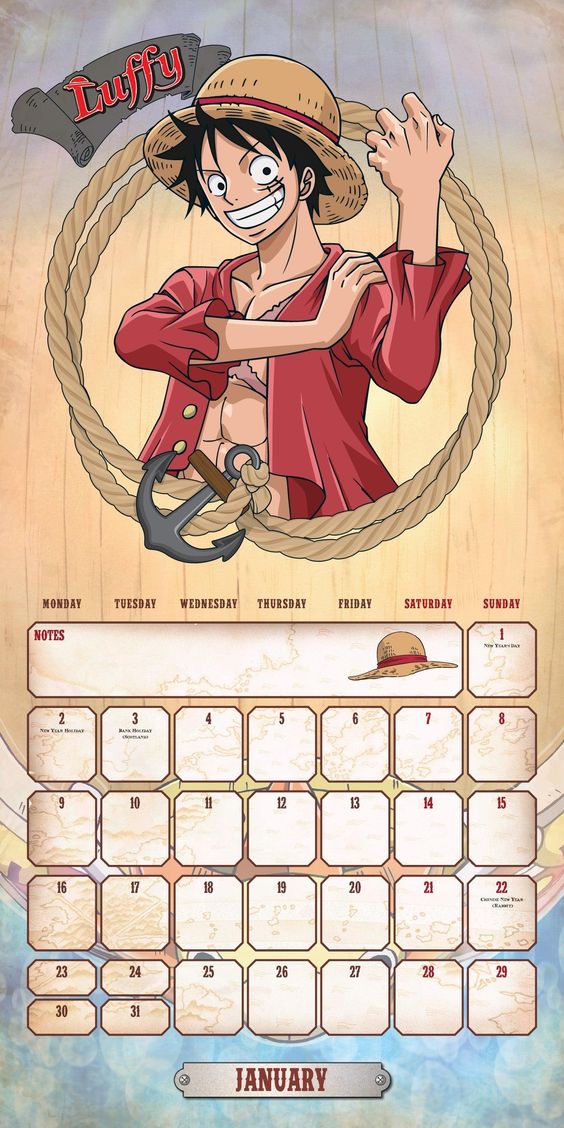 Luffy
MONDAY TUESDAY WEDNESDAY THURSDAY FRIDAY SATURDAY SUNDAY
NOTES 1
NEW YEAR'S DAY
2 3 4 5 6 7 8
NEW YEAR HOLIDAY BANK HOLIDAY
(SCOTLAND)
9 10 11 12 13 14 15
16 17 18 19 20 21 22
CHINESE NEW YEAR
(RABBIT)
23 24 25 26 27 28 29
30 31
JANUARY